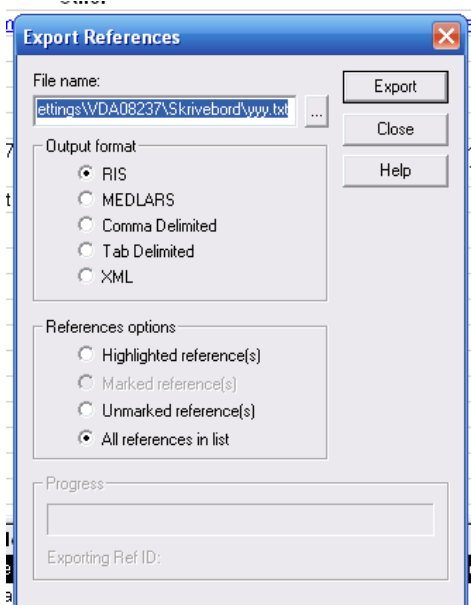 Export References
File name:
ettings\VDA08237\Skrivebord\yyy.txt
...
Export
Close
Help
Output format
RIS
MEDLARS
Comma Delimited
Tab Delimited
XML
References options
Highlighted reference(s)
Marked reference(s)
Unmarked reference(s)
All references in list
Progress
Exporting Ref ID: